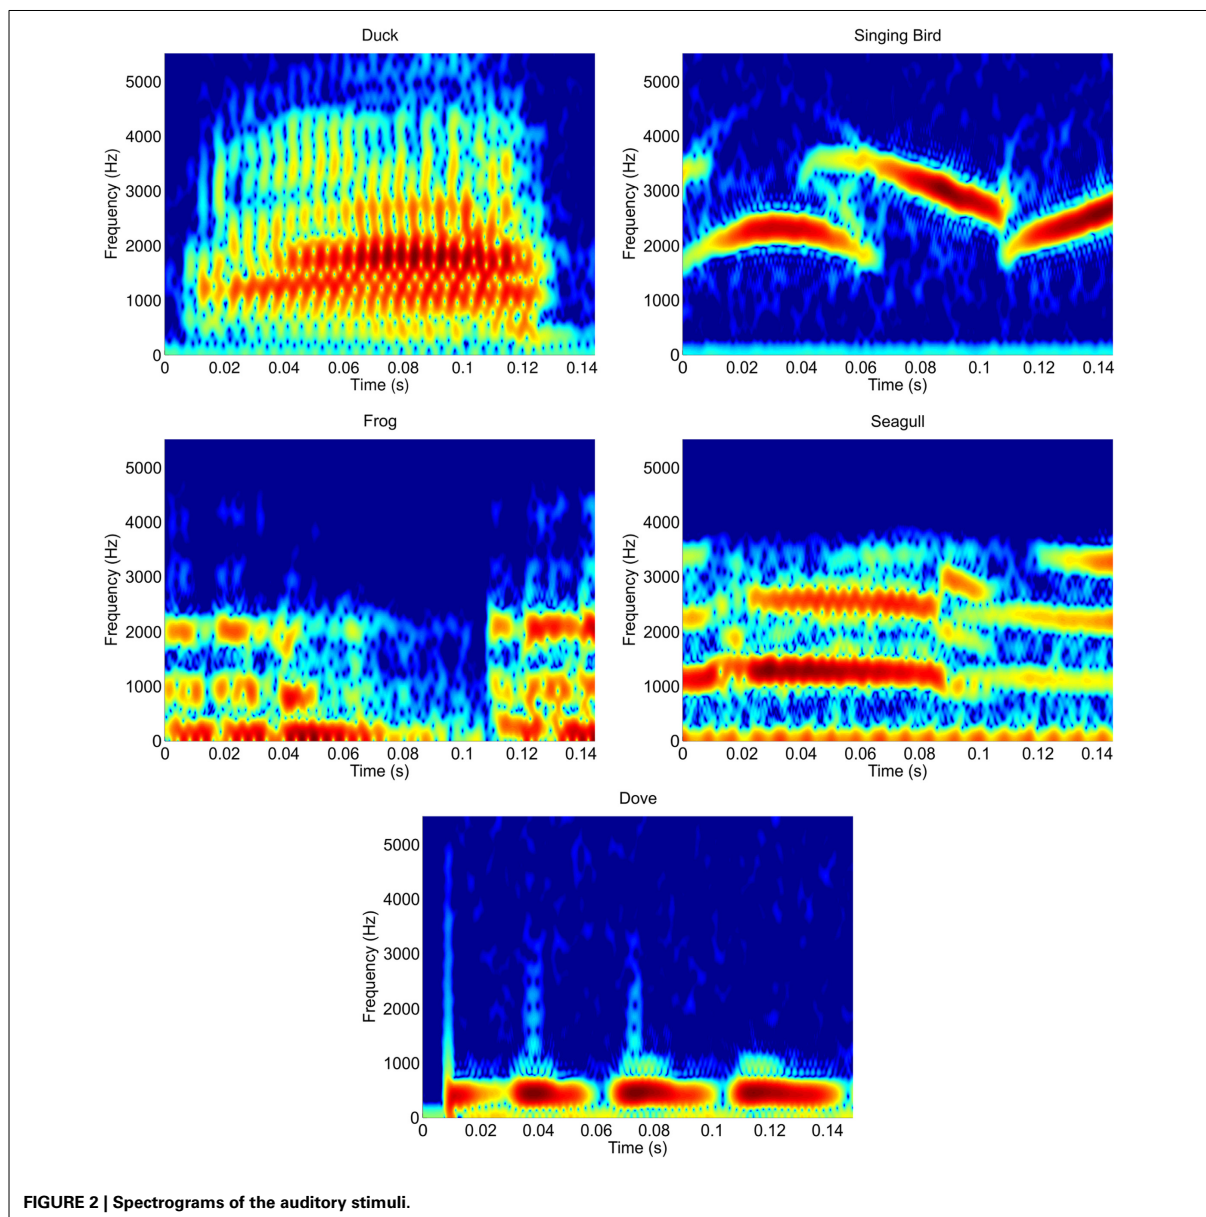 Duck
5000
4000
3000
2000
1000
0
Frequency (Hz)
0 0.02 0.04 0.06 0.08 0.1 0.12 0.14
Time (s)
Singing Bird
5000
4000
3000
2000
1000
0
Frequency (Hz)
0 0.02 0.04 0.06 0.08 0.1 0.12 0.14
Time (s)
Frog
5000
4000
3000
2000
1000
0
Frequency (Hz)
0 0.02 0.04 0.06 0.08 0.1 0.12 0.14
Time (s)
Seagull
5000
4000
3000
2000
1000
0
Frequency (Hz)
0 0.02 0.04 0.06 0.08 0.1 0.12 0.14
Time (s)
Dove
5000
4000
3000
2000
1000
0
Frequency (Hz)
0 0.02 0.04 0.06 0.08 0.1 0.12 0.14
Time (s)
FIGURE 2 | Spectrograms of the auditory stimuli.